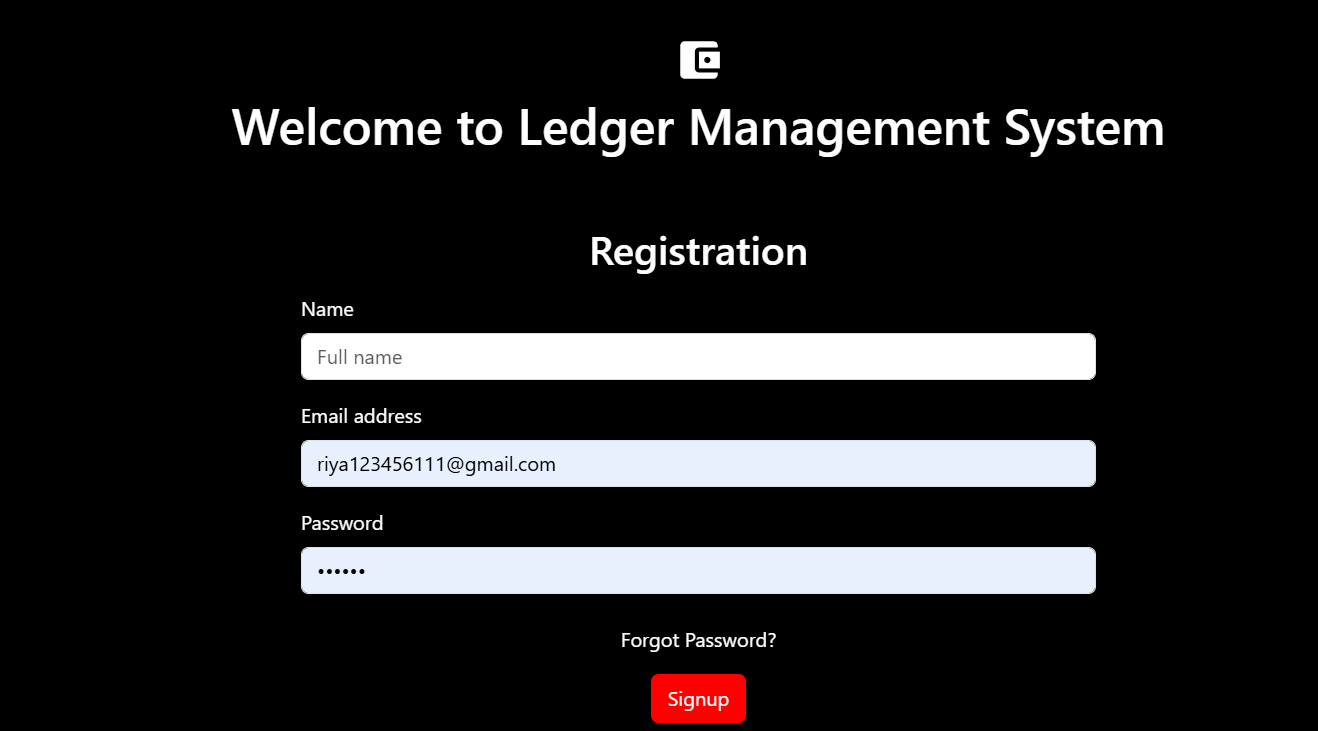 Welcome to Ledger Management System
Registration
Name
Full name
Email address
riya123456111@gmail.com
Password
••••••
Forgot Password?
Signup